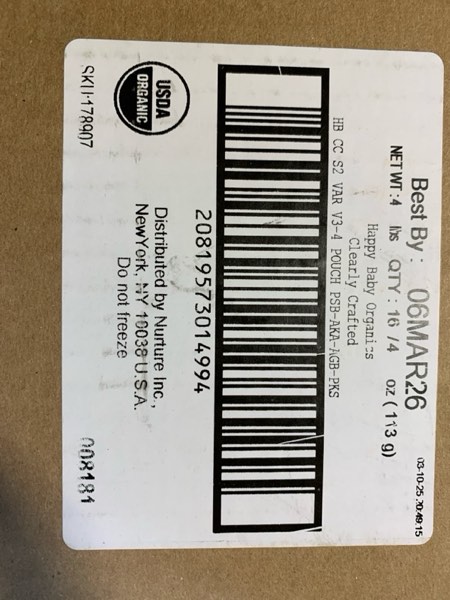 03-10-25 20:49:15
Best By : 06MAR26
NET WT : 4 lbs QTY : 16 / 4 oz ( 113 g)
Happy Baby Organics
Clearly Crafted
HB CC S2 VAR V3-4 POUCH PSB-AKA-AGB-PKS
20819573014994
USDA
ORGANIC
Distributed by Nurture Inc.,
NewYork, NY 10038 U.S.A.
Do not freeze
SKU:178907
008181